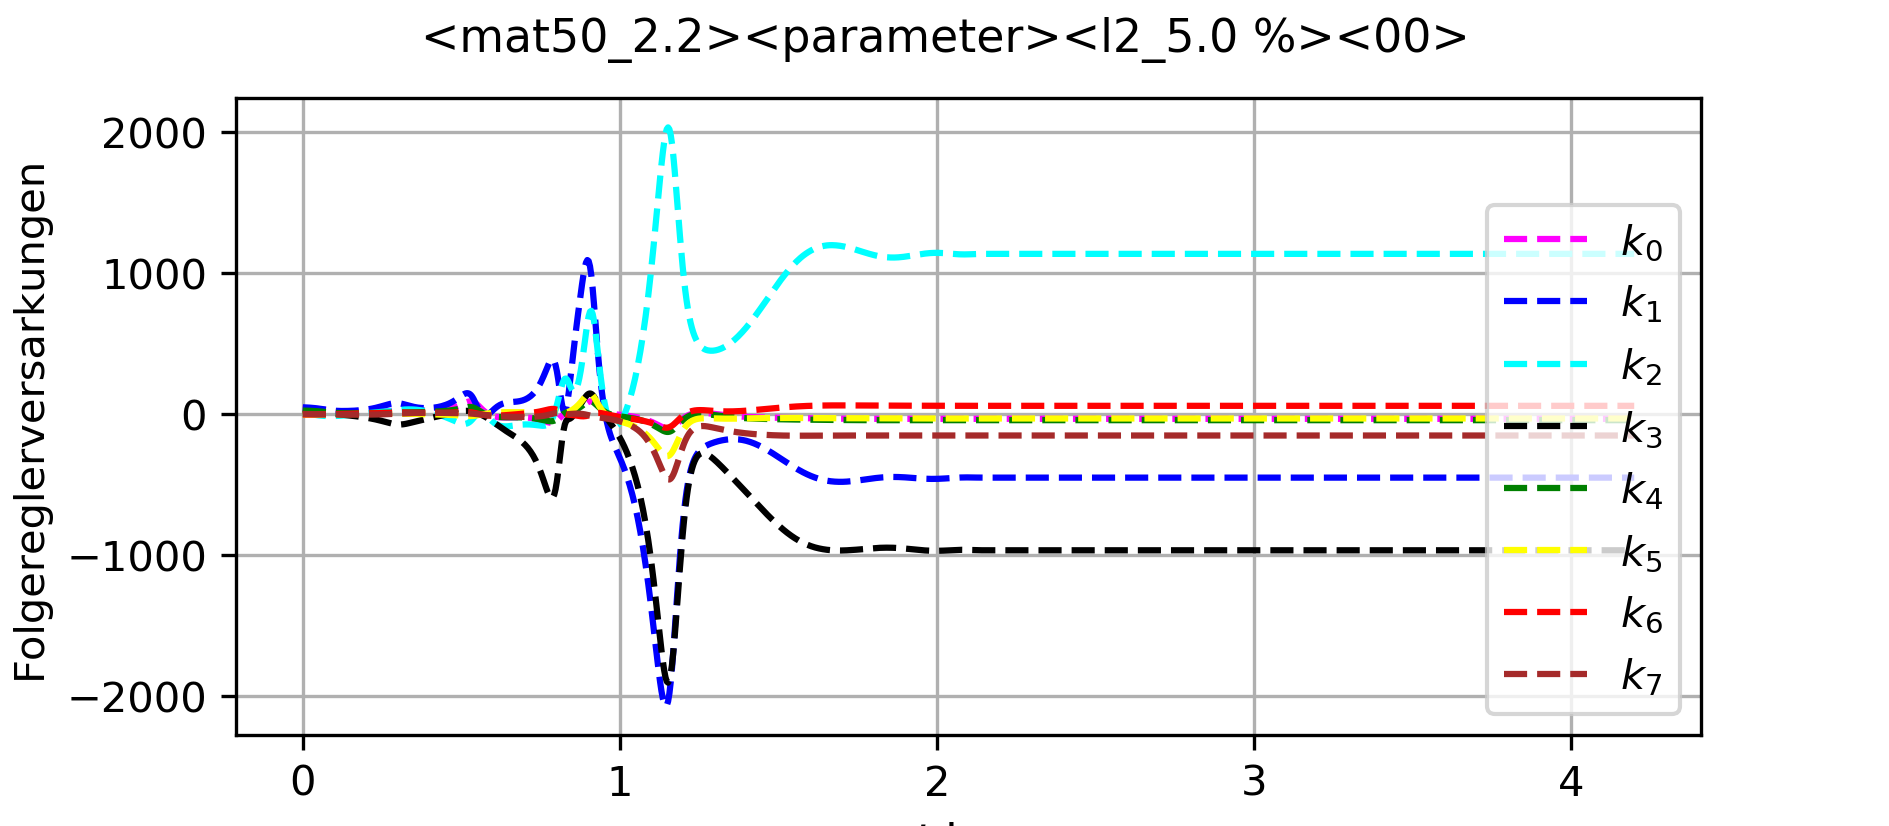 <mat50_2.2><parameter><l2_5.0 %><00>
Folgereglerversarkungen
2000
1000
0
−1000
−2000
0 1 2 3 4
k0
k1
k2
k3
k4
k5
k6
k7